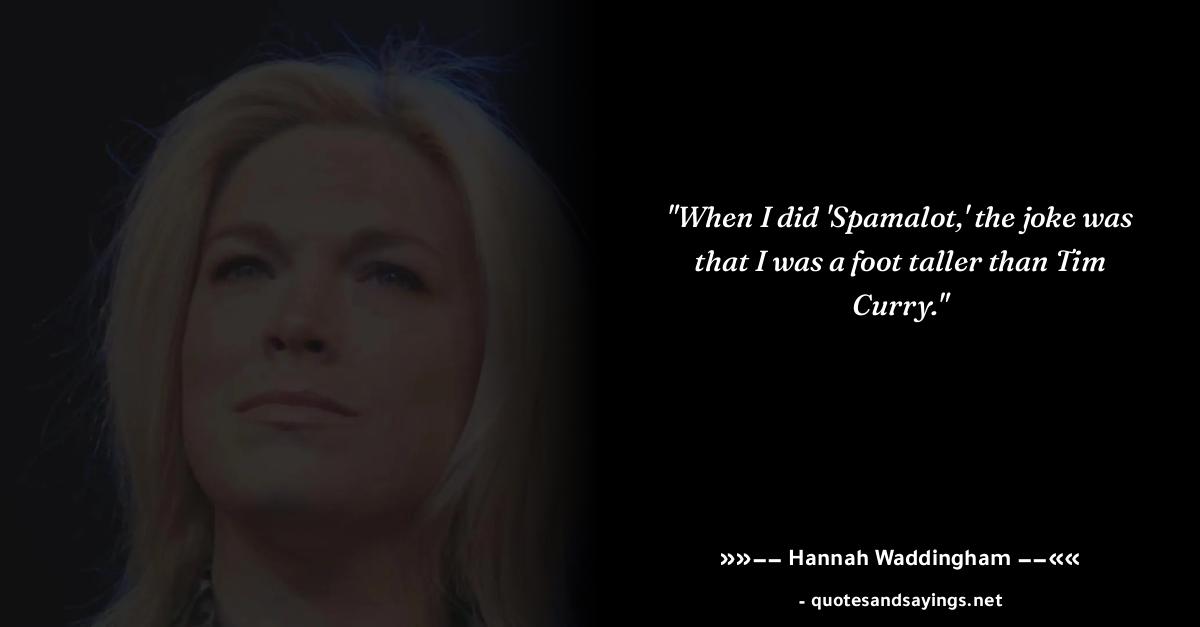 "When I did 'Spamalot,' the joke was
that I was a foot taller than Tim
Curry."
»»−− Hannah Waddingham −−««
- quotesandsayings.net